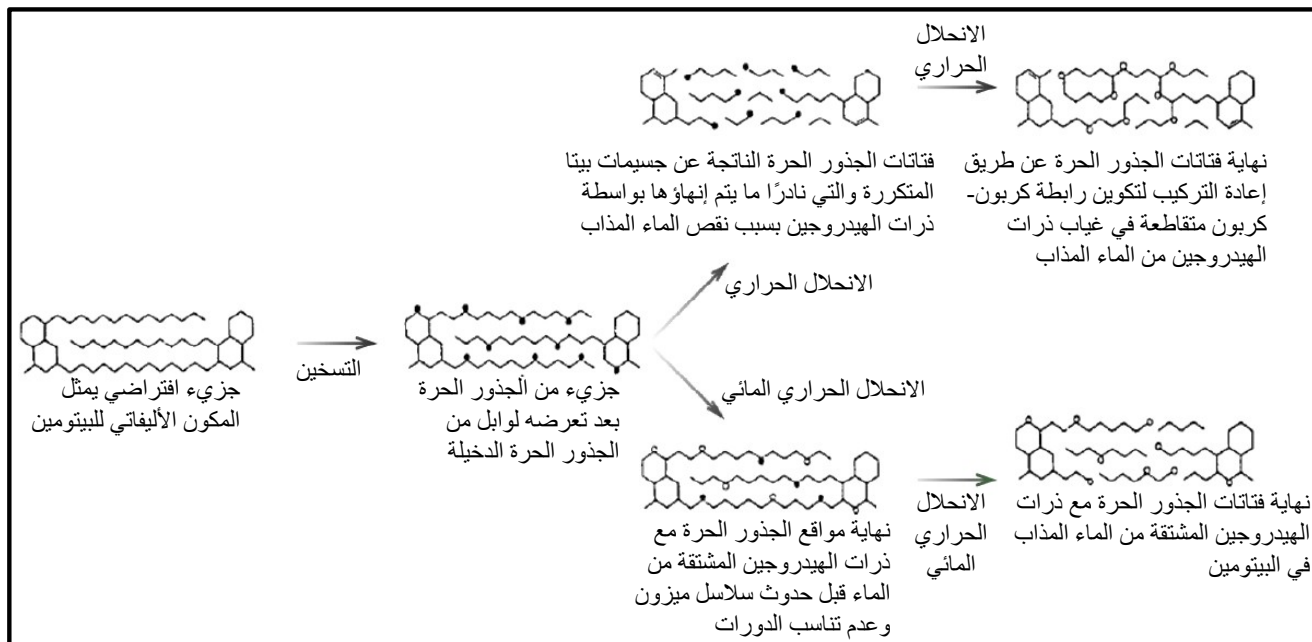 الانحلال
الحراري
فتاتات الجذور الحرة الناتجة عن جسيمات بيتا
المتكررة والتي نادرًا ما يتم إنهاؤها بواسطة
ذرات الهيدروجين بسبب نقص الماء المذاب
نهاية فتاتات الجذور الحرة عن طريق
إعادة التركيب لتكوين رابطة كربون-
كربون متقاطعة في غياب ذرات
الهيدروجين من الماء المذاب
الانحلال الحراري
جزيء افتراضي يمثل
المكون الأليفاتي للبيتومين
التسخين
جزيء من الجذور الحرة
بعد تعرضه لوابل من
الجذور الحرة الدخيلة
الانحلال الحراري المائي
نهاية مواقع الجذور الحرة مع
ذرات الهيدروجين المشتقة من
الماء قبل حدوث سلاسل ميزون
وعدم تناسب الدورات
الانحلال
الحراري
المائي
نهاية فتاتات الجذور الحرة مع ذرات
الهيدروجين المشتقة من الماء المذاب
في البيتومين